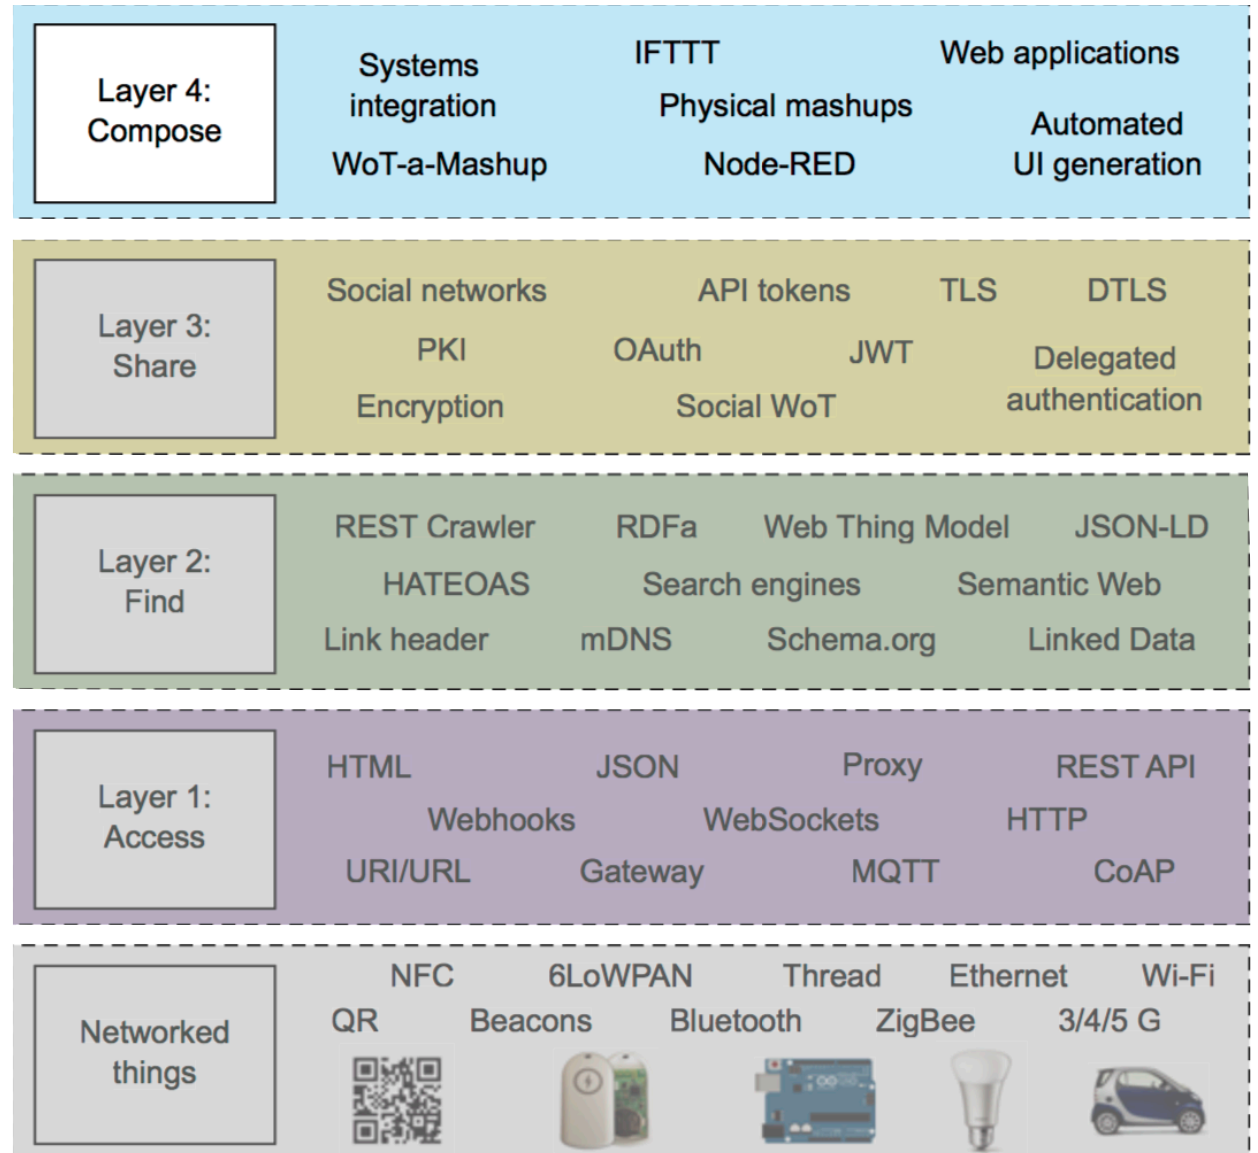 Layer 4:
Compose
Systems
integration
IFTTT
Web applications
Physical mashups
Automated
UI generation
WoT-a-Mashup
Node-RED
Layer 3:
Share
Social networks
API tokens
TLS
DTLS
PKI
OAuth
JWT
Delegated
authentication
Encryption
Social WoT
Layer 2:
Find
REST Crawler
RDFa
Web Thing Model
JSON-LD
HATEOAS
Search engines
Semantic Web
Link header
mDNS
Schema.org
Linked Data
Layer 1:
Access
HTML
JSON
Proxy
REST API
Webhooks
WebSockets
HTTP
URI/URL
Gateway
MQTT
CoAP
Networked
things
NFC
6LoWPAN
Thread
Ethernet
Wi-Fi
QR
Beacons
Bluetooth
ZigBee
3/4/5 G